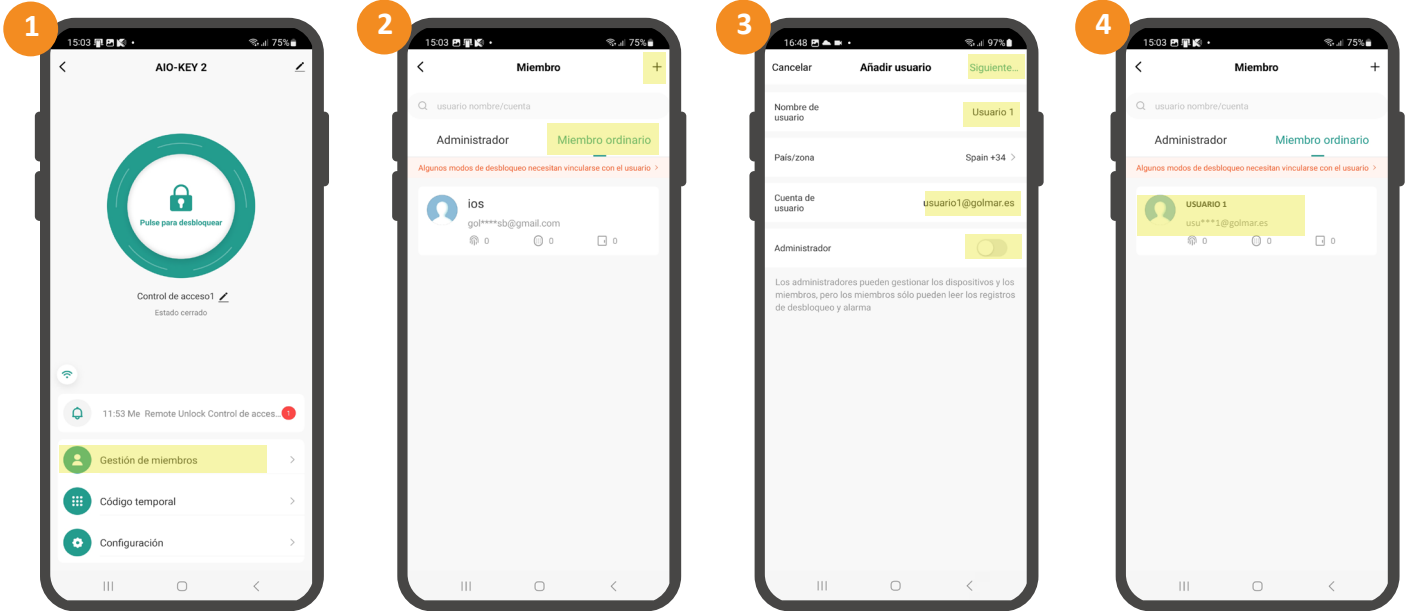 1
15:03
75%
AIO-KEY 2
Pulse para desbloquear
Control de acceso1
Estado cerrado
11:53 Me Remote Unlock Control de acces...
1
Gestión de miembros
Código temporal
Configuración
2
15:03
75%
Miembro
+
usuario nombre/cuenta
Administrador
Miembro ordinario
Algunos modos de desbloqueo necesitan vincularse con el usuario >
ios
gol****sb@gmail.com
0 0 0
3
16:48
97%
Cancelar
Añadir usuario
Siguiente...
Nombre de
usuario
Usuario 1
País/zona
Spain +34 >
Cuenta de
usuario
usuario1@golmar.es
Administrador
Los administradores pueden gestionar los dispositivos y los
miembros, pero los miembros sólo pueden leer los registros
de desbloqueo y alarma
4
15:03
75%
Miembro
+
usuario nombre/cuenta
Administrador
Miembro ordinario
Algunos modos de desbloqueo necesitan vincularse con el usuario >
USUARIO 1
usu***1@golmar.es
0 0 0